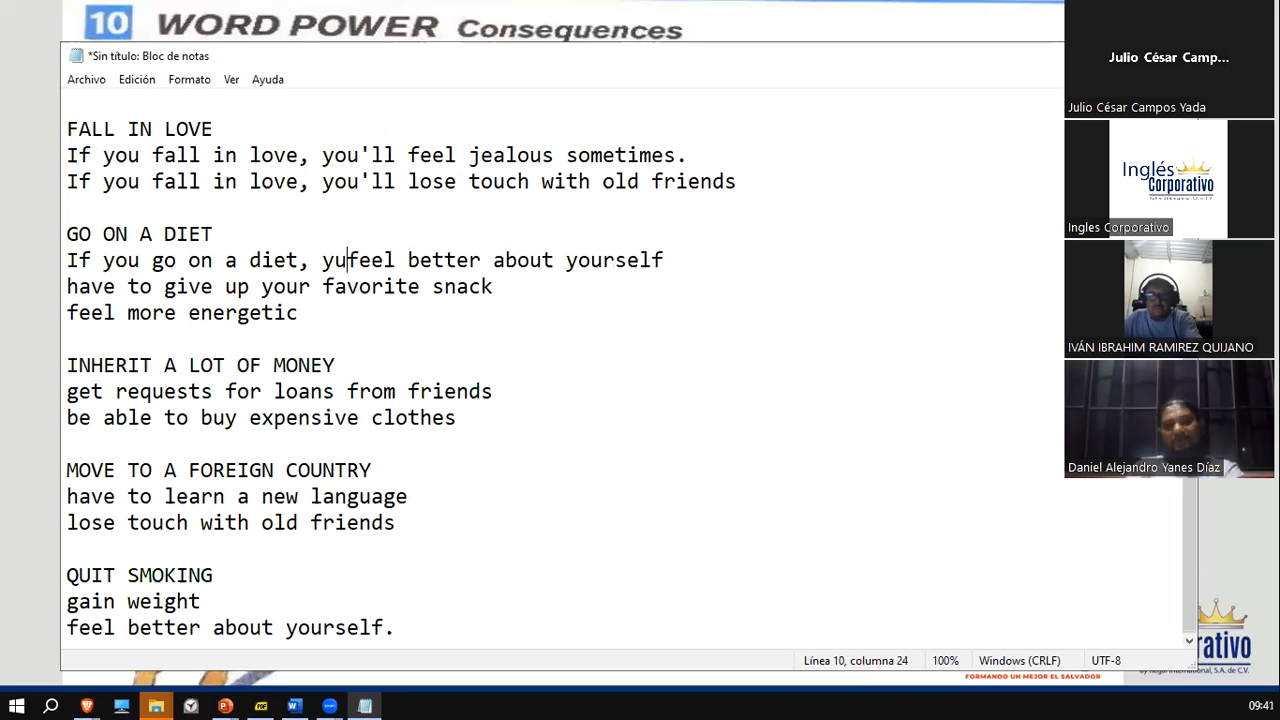 10 WORD POWER Consequences
*Sin título: Bloc de notas
Archivo Edición Formato Ver Ayuda
FALL IN LOVE
If you fall in love, you'll feel jealous sometimes.
If you fall in love, you'll lose touch with old friends
GO ON A DIET
If you go on a diet, yufeel better about yourself
have to give up your favorite snack
feel more energetic
INHERIT A LOT OF MONEY
get requests for loans from friends
be able to buy expensive clothes
MOVE TO A FOREIGN COUNTRY
have to learn a new language
lose touch with old friends
QUIT SMOKING
gain weight
feel better about yourself.
Línea 10, columna 24 100% Windows (CRLF) UTF-8
Julio César Camp...
Julio César Campos Yada
Inglés
Corporativo
Ingles Corporativo
IVÁN IBRAHIM RAMIREZ QUIJANO
Daniel Alejandro Yanes Díaz
rativo
by Regal International, S.A. de C.V.
FORMANDO UN MEJOR EL SALVADOR
09:41